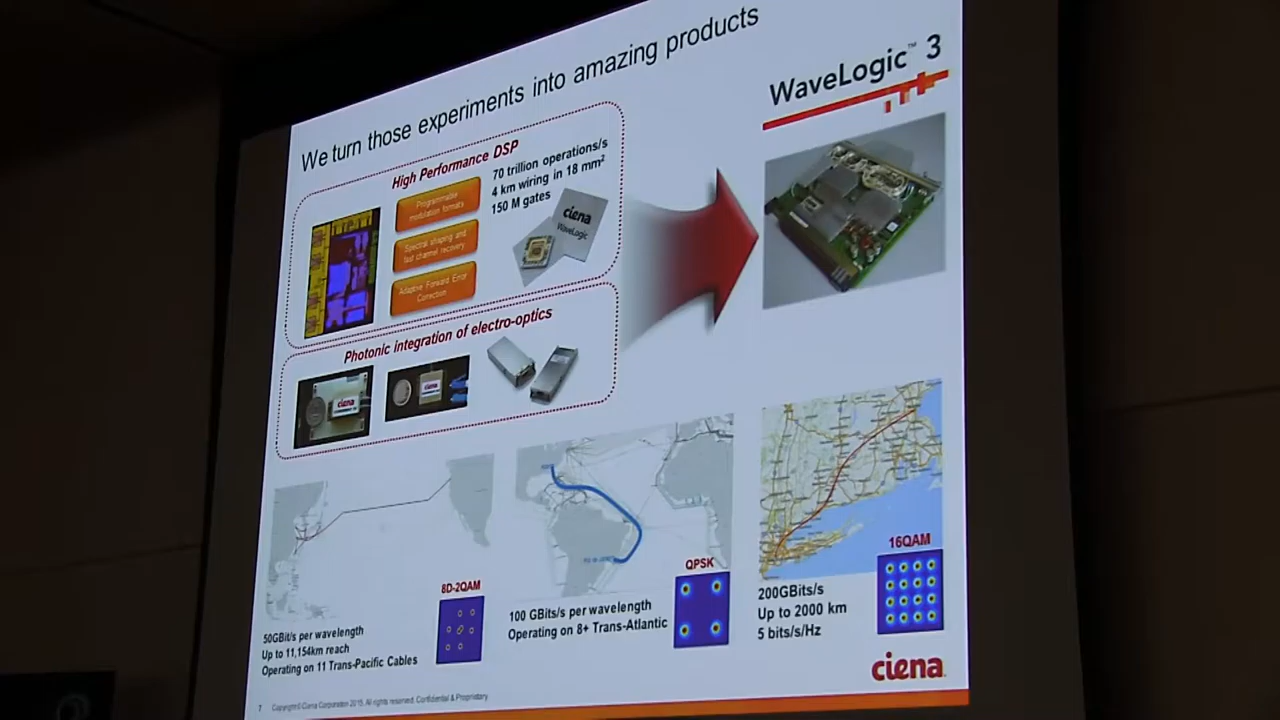 We turn those experiments into amazing products
WaveLogic™ 3
High Performance DSP
Programmable
modulation formats
Spectral shaping and
fast channel recovery
Adaptive Forward Error
Correction
70 trillion operations/s
4 km wiring in 18 mm²
150 M gates
ciena
WaveLogic
Photonic integration of electro-optics
ciena
ciena
8D-2QAM
50GBit/s per wavelength
Up to 11,154km reach
Operating on 11 Trans-Pacific Cables
QPSK
100 GBits/s per wavelength
Operating on 8+ Trans-Atlantic
16QAM
200GBits/s
Up to 2000 km
5 bits/s/Hz
ciena
7 Copyright © Ciena Corporation 2015. All rights reserved. Confidential & Proprietary